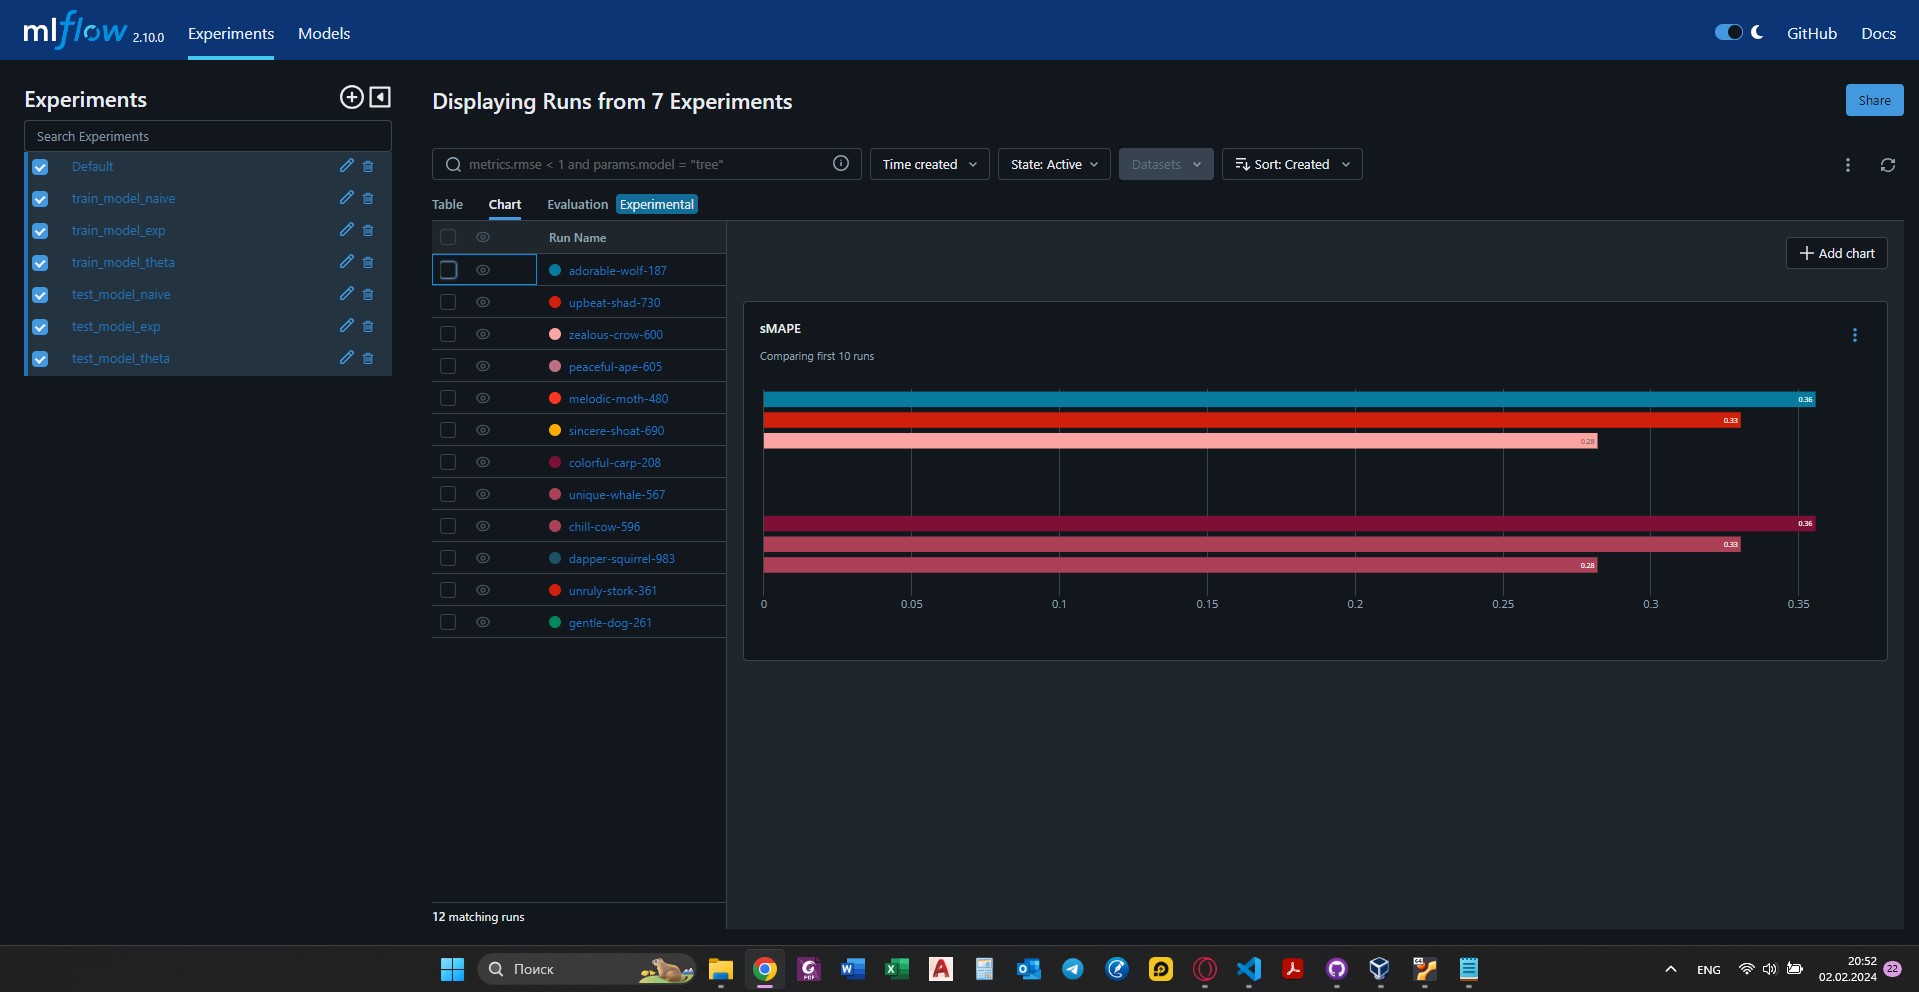 mlflow 2.10.0 Experiments Models GitHub Docs
Experiments
Search Experiments
Default
train_model_naive
train_model_exp
train_model_theta
test_model_naive
test_model_exp
test_model_theta
Displaying Runs from 7 Experiments
Share
metrics.rmse < 1 and params.model = "tree"
Time created
State: Active
Datasets
Sort: Created
Table Chart Evaluation Experimental
Run Name
adorable-wolf-187
upbeat-shad-730
zealous-crow-600
peaceful-ape-605
melodic-moth-480
sincere-shoat-690
colorful-carp-208
unique-whale-567
chill-cow-596
dapper-squirrel-983
unruly-stork-361
gentle-dog-261
12 matching runs
Add chart
sMAPE
Comparing first 10 runs
0.36
0.33
0.28
0.36
0.33
0.28
0 0.05 0.1 0.15 0.2 0.25 0.3 0.35
Поиск
ENG
20:52
02.02.2024
22